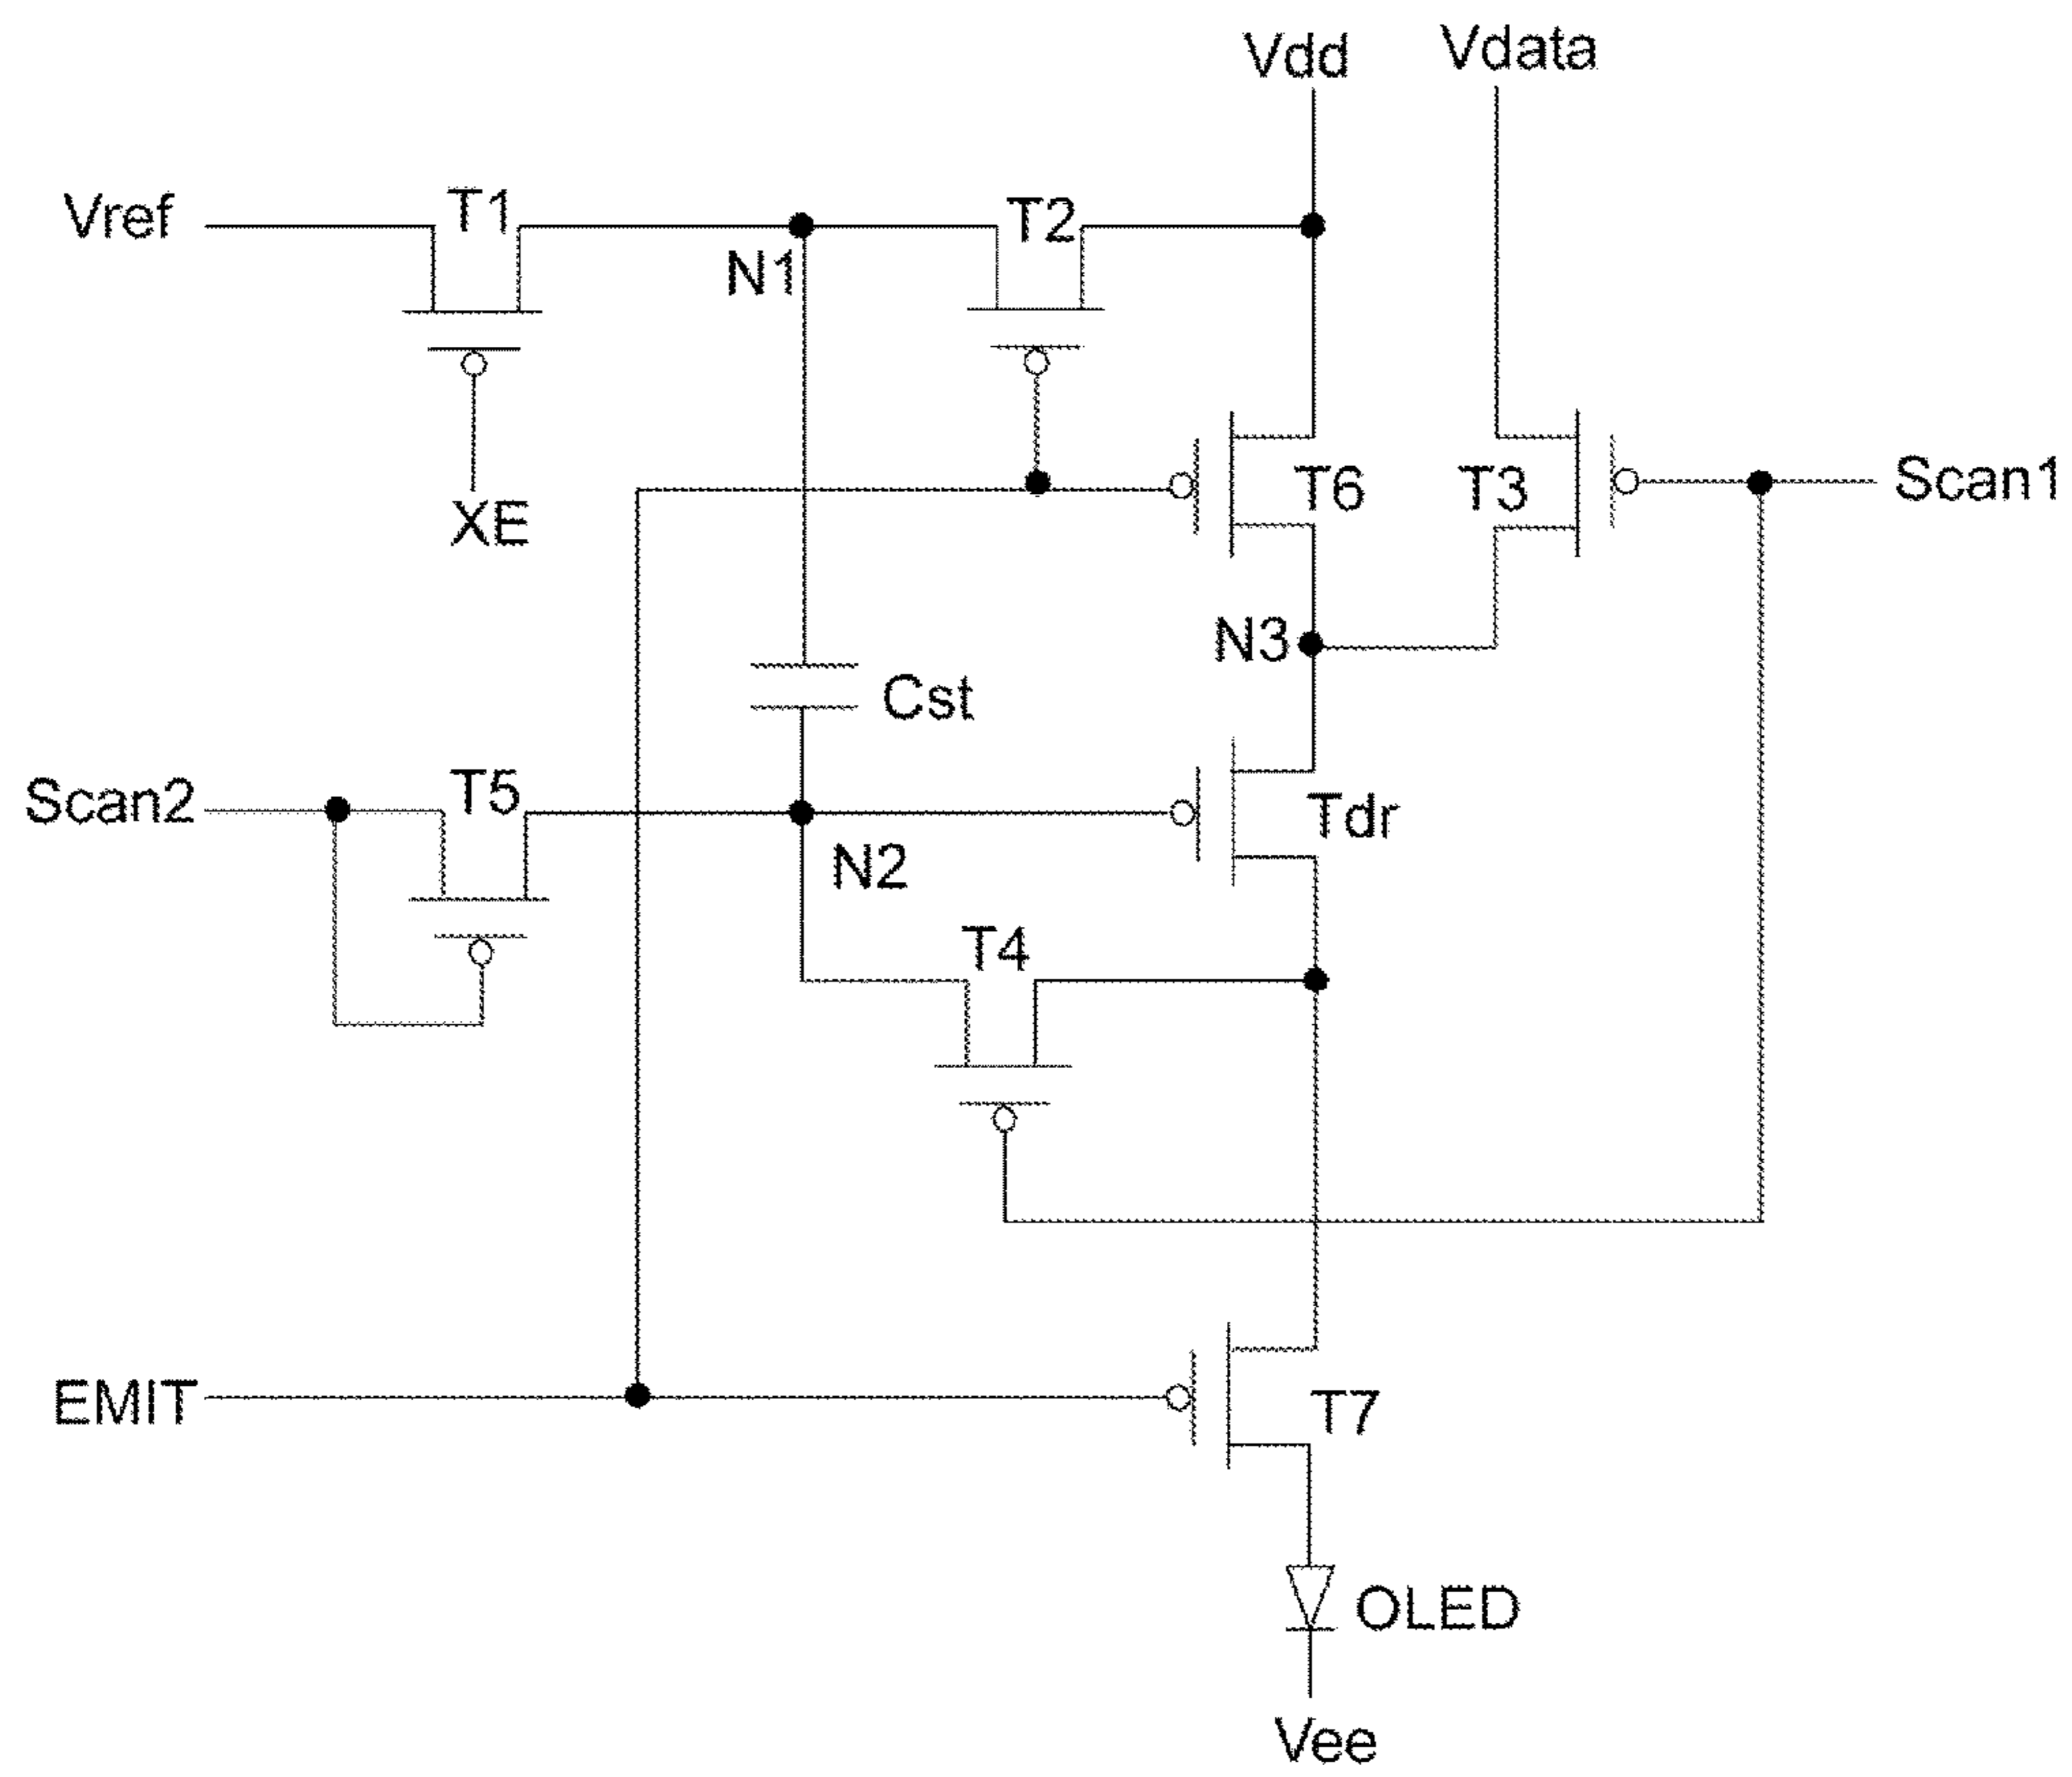 Vdd
Vdata
Vref
T1
T2
N1
XE
T6
T3
Scan1
N3
Cst
Scan2
T5
Tdr
N2
T4
EMIT
T7
OLED
Vee